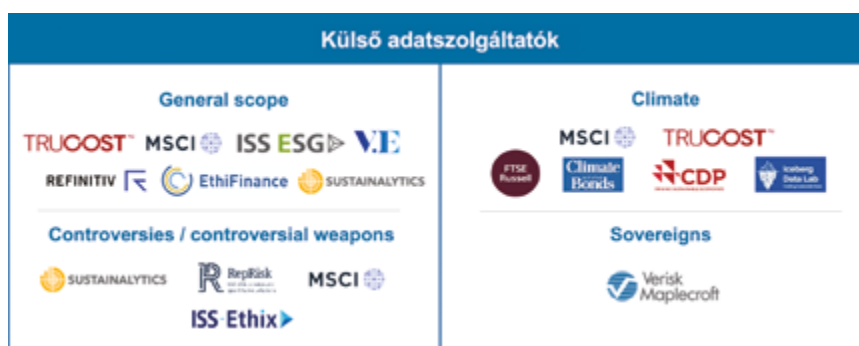 Külső adatszolgáltatók
General scope
TRUCOST MSCI ISS ESG V.E
REFINITIV EthiFinance SUSTAINALYTICS
Controversies / controversial weapons
SUSTAINALYTICS RepRisk MSCI
ISS-Ethix
Climate
MSCI TRUCOST
FTSE Russell Climate Bonds CDP Iceberg Data Lab
Sovereigns
Verisk
Maplecroft